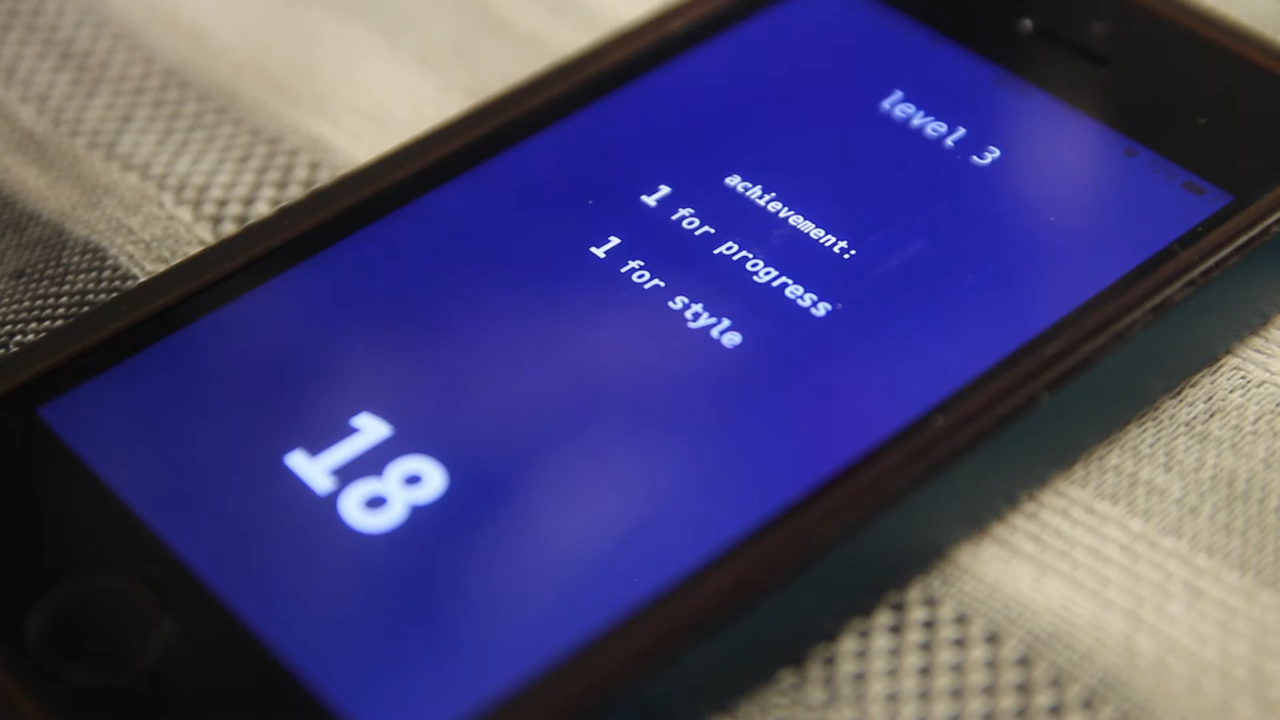 level 3
achievement:
1 for progress
1 for style
18